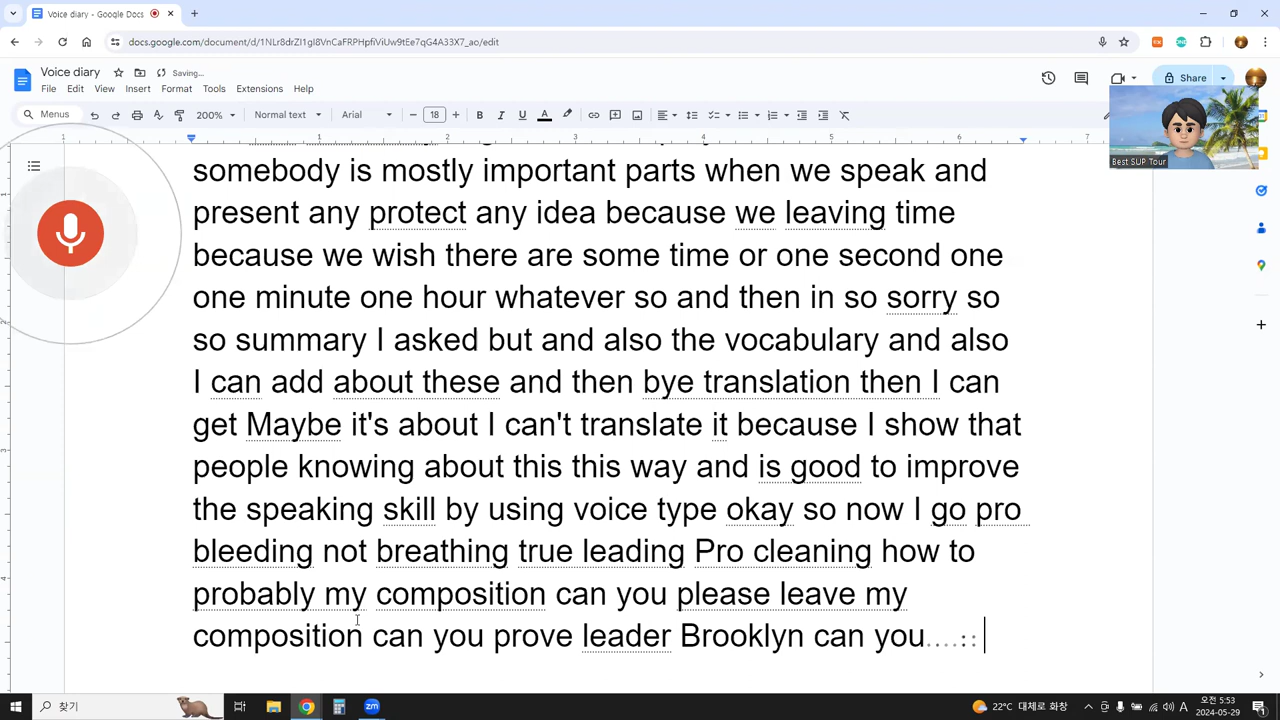 Voice diary - Google Docs
docs.google.com/document/d/1NLr8drZI1gI8VnCaFRPHpfiViUw9tEe7qG4A33X7_ao/edit
Voice diary
Saving...
File Edit View Insert Format Tools Extensions Help
Share
Menus
200%
Normal text
Arial
18
Best SUP Tour
somebody is mostly important parts when we speak and
present any protect any idea because we leaving time
because we wish there are some time or one second one
one minute one hour whatever so and then in so sorry so
so summary I asked but and also the vocabulary and also
I can add about these and then bye translation then I can
get Maybe it's about I can't translate it because I show that
people knowing about this this way and is good to improve
the speaking skill by using voice type okay so now I go pro
bleeding not breathing true leading Pro cleaning how to
probably my composition can you please leave my
composition can you prove leader Brooklyn can you
찾기
22°C 대체로 화창
A
오전 5:53
2024-05-29